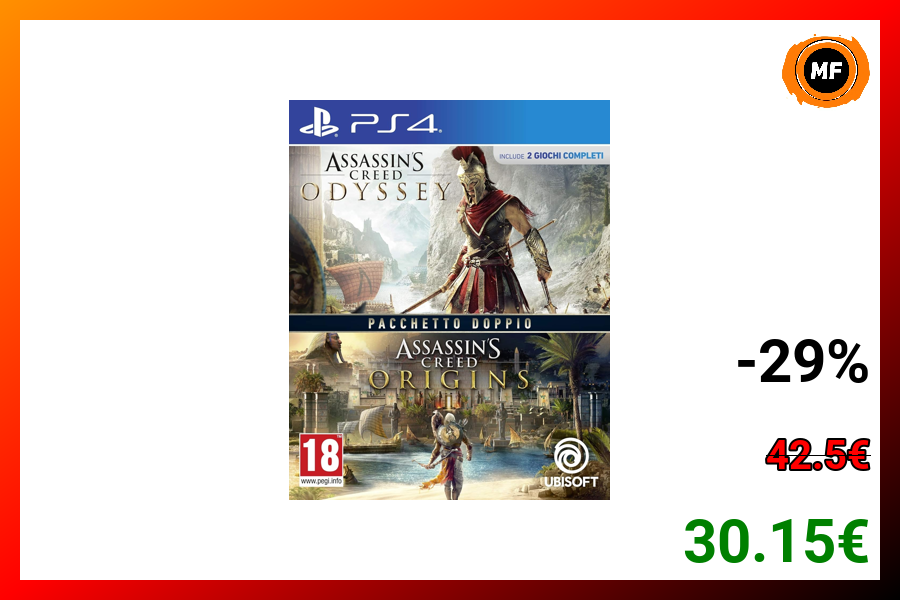 MF
PS4
INCLUDE 2 GIOCHI COMPLETI
ASSASSIN'S
CREED
ODYSSEY
PACCHETTO DOPPIO
ASSASSIN'S
CREED
ORIGINS
18
www.pegi.info
UBISOFT
-29%
42.5€
30.15€